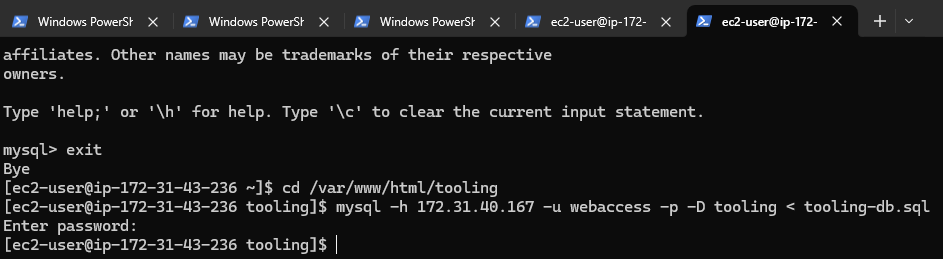 Windows PowerSh
Windows PowerSh
Windows PowerSh
ec2-user@ip-172-
ec2-user@ip-172-
affiliates. Other names may be trademarks of their respective
owners.
Type 'help;' or '\h' for help. Type '\c' to clear the current input statement.
mysql> exit
Bye
[ec2-user@ip-172-31-43-236 ~]$ cd /var/www/html/tooling
[ec2-user@ip-172-31-43-236 tooling]$ mysql -h 172.31.40.167 -u webaccess -p -D tooling < tooling-db.sql
Enter password:
[ec2-user@ip-172-31-43-236 tooling]$